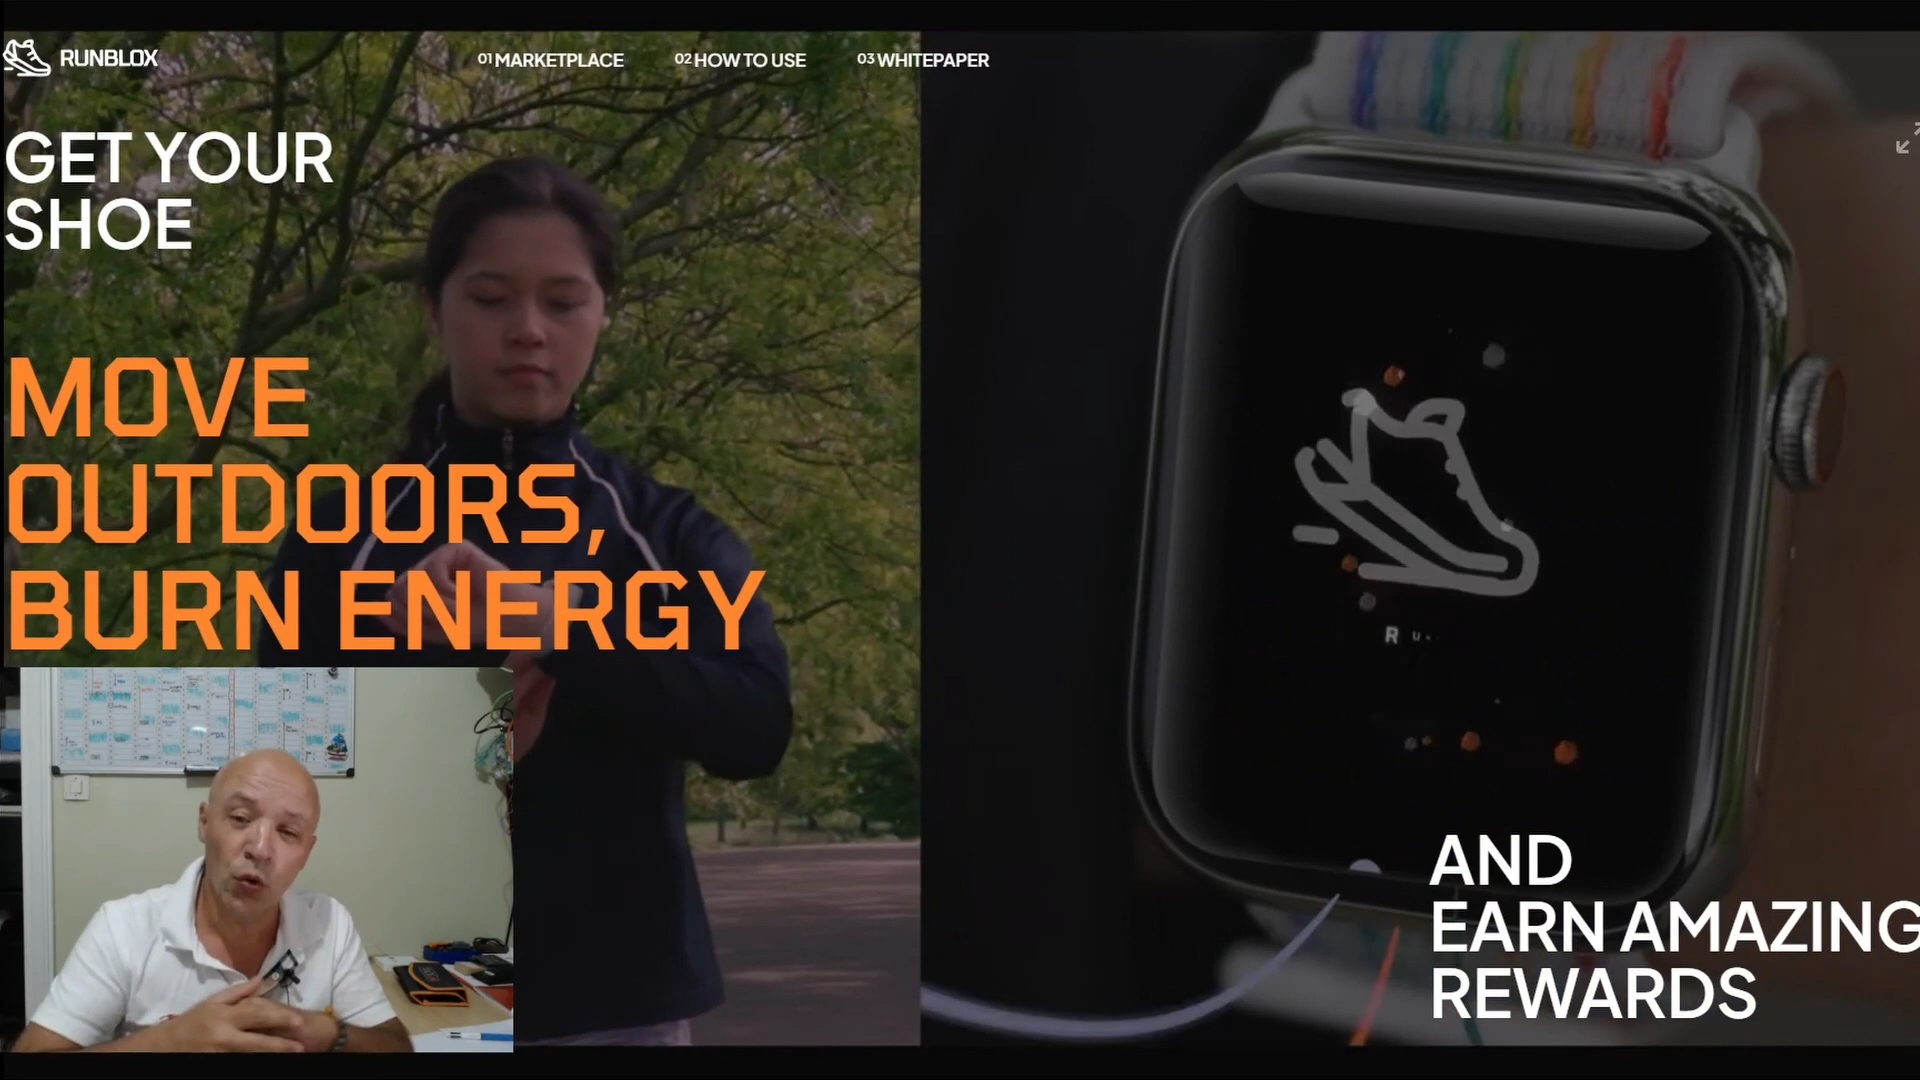 RUNBLOX
01 MARKETPLACE
02 HOW TO USE
03 WHITEPAPER
GET YOUR
SHOE
MOVE
OUTDOORS,
BURN ENERGY
AND
EARN AMAZING
REWARDS